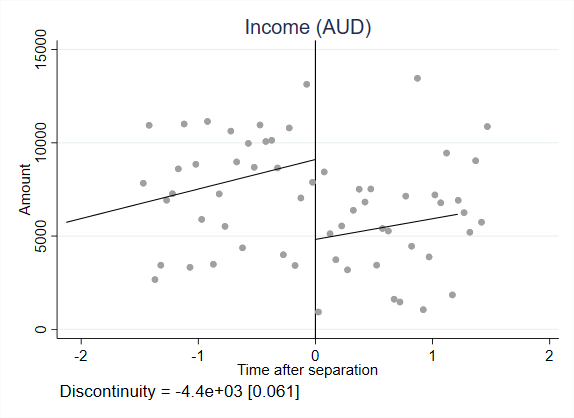 Income (AUD)
15000
10000
5000
0
Amount
-2 -1 0 1 2
Time after separation
Discontinuity = -4.4e+03 [0.061]